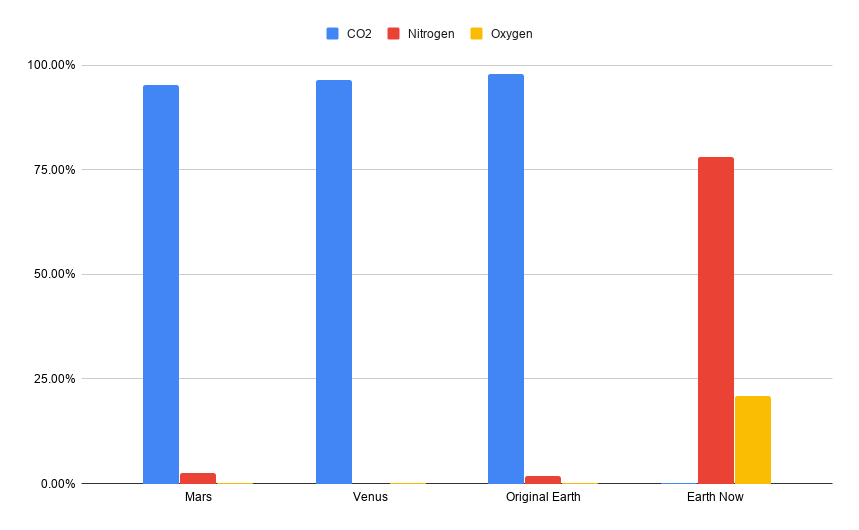 CO2 Nitrogen Oxygen
100.00%
75.00%
50.00%
25.00%
0.00%
Mars Venus Original Earth Earth Now